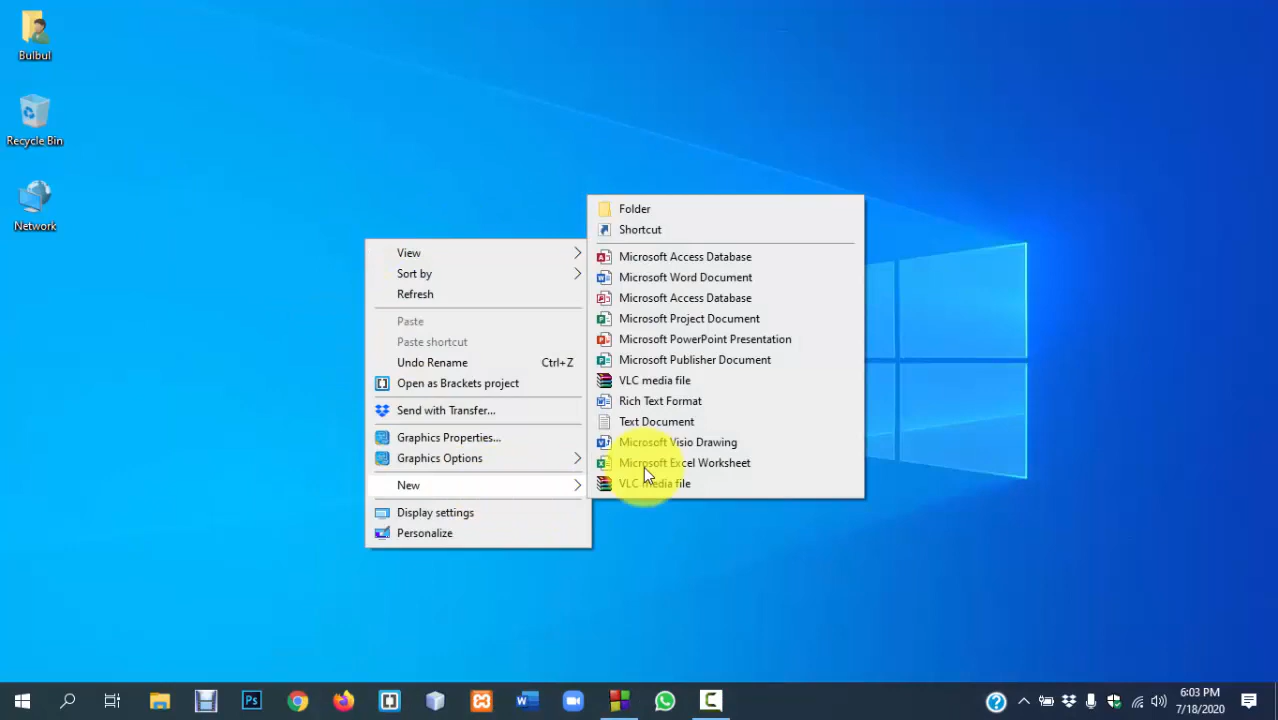 Buibul
Recycle Bin
Network
View
Sort by
Refresh
Paste
Paste shortcut
Undo Rename Ctrl+Z
Open as Brackets project
Send with Transfer...
Graphics Properties...
Graphics Options
New
Display settings
Personalize
Folder
Shortcut
Microsoft Access Database
Microsoft Word Document
Microsoft Access Database
Microsoft Project Document
Microsoft PowerPoint Presentation
Microsoft Publisher Document
VLC media file
Rich Text Format
Text Document
Microsoft Visio Drawing
Microsoft Excel Worksheet
VLC media file
6:03 PM
7/18/2020